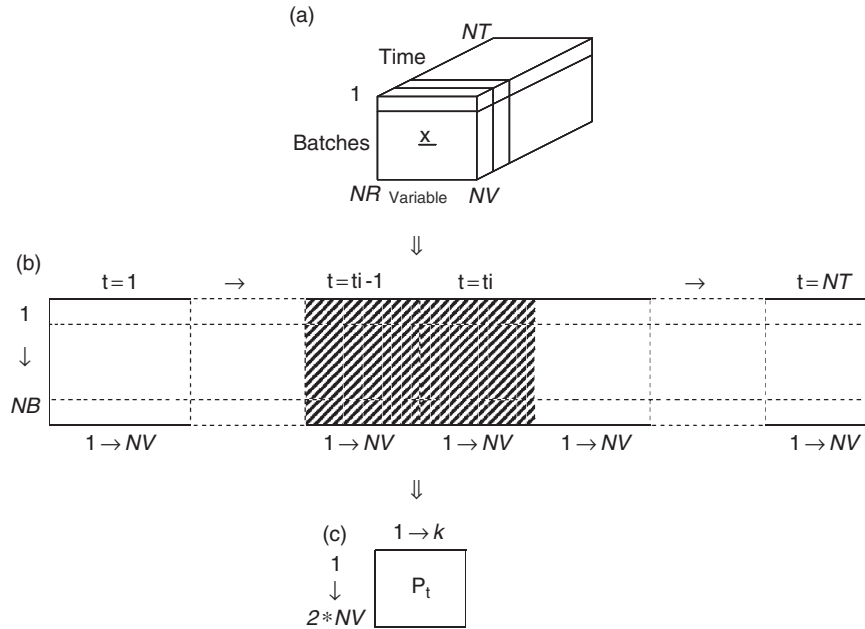 (a)
NT
Time
1
Batches
x
NR Variable NV
⇓
(b)
t = 1 → t = ti -1 t = ti → t = NT
1
↓
NB
1 → NV 1 → NV 1 → NV 1 → NV 1 → NV
⇓
(c) 1 → k
1
↓
2*NV
Pt